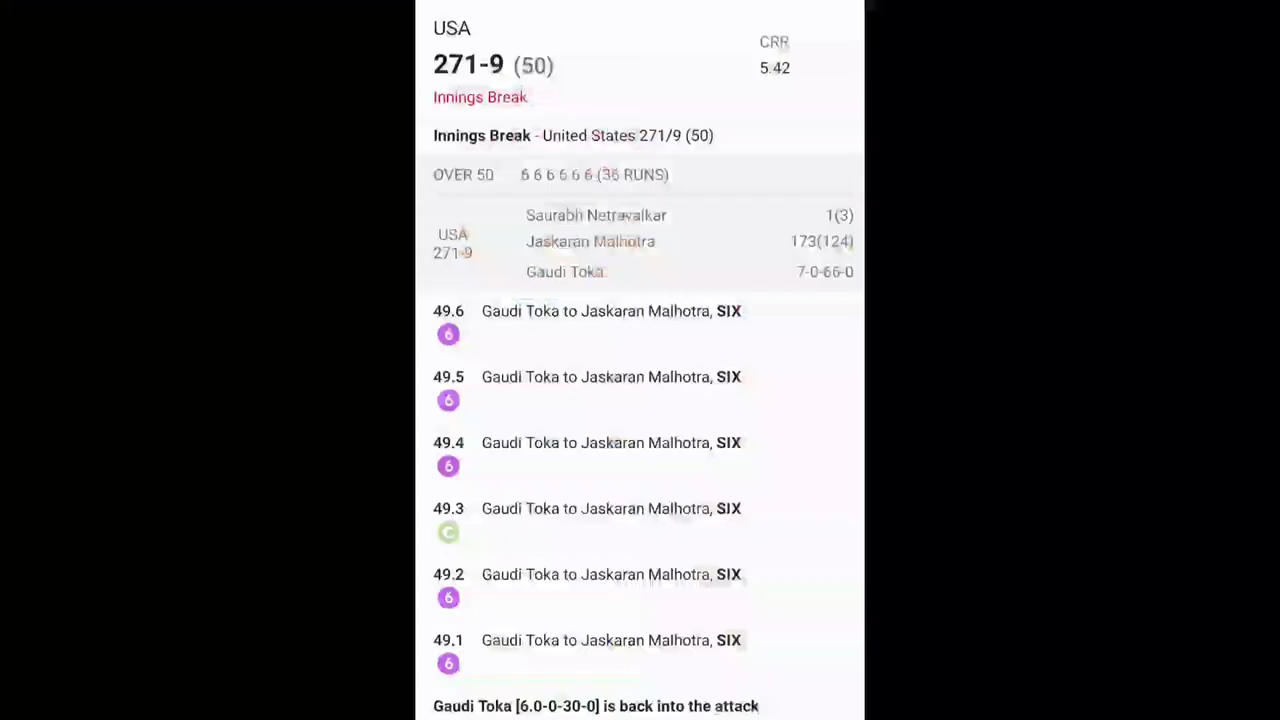 USA
CRR
271-9 (50)
5.42
Innings Break
Innings Break - United States 271/9 (50)
OVER 50 6 6 6 6 6 6 (36 RUNS)
Saurabh Netravalkar 1(3)
USA
Jaskaran Malhotra 173(124)
271-9
Gaudi Toka 7-0-66-0
49.6 Gaudi Toka to Jaskaran Malhotra, SIX
6
49.5 Gaudi Toka to Jaskaran Malhotra, SIX
6
49.4 Gaudi Toka to Jaskaran Malhotra, SIX
6
49.3 Gaudi Toka to Jaskaran Malhotra, SIX
C
49.2 Gaudi Toka to Jaskaran Malhotra, SIX
6
49.1 Gaudi Toka to Jaskaran Malhotra, SIX
6
Gaudi Toka [6.0-0-30-0] is back into the attack